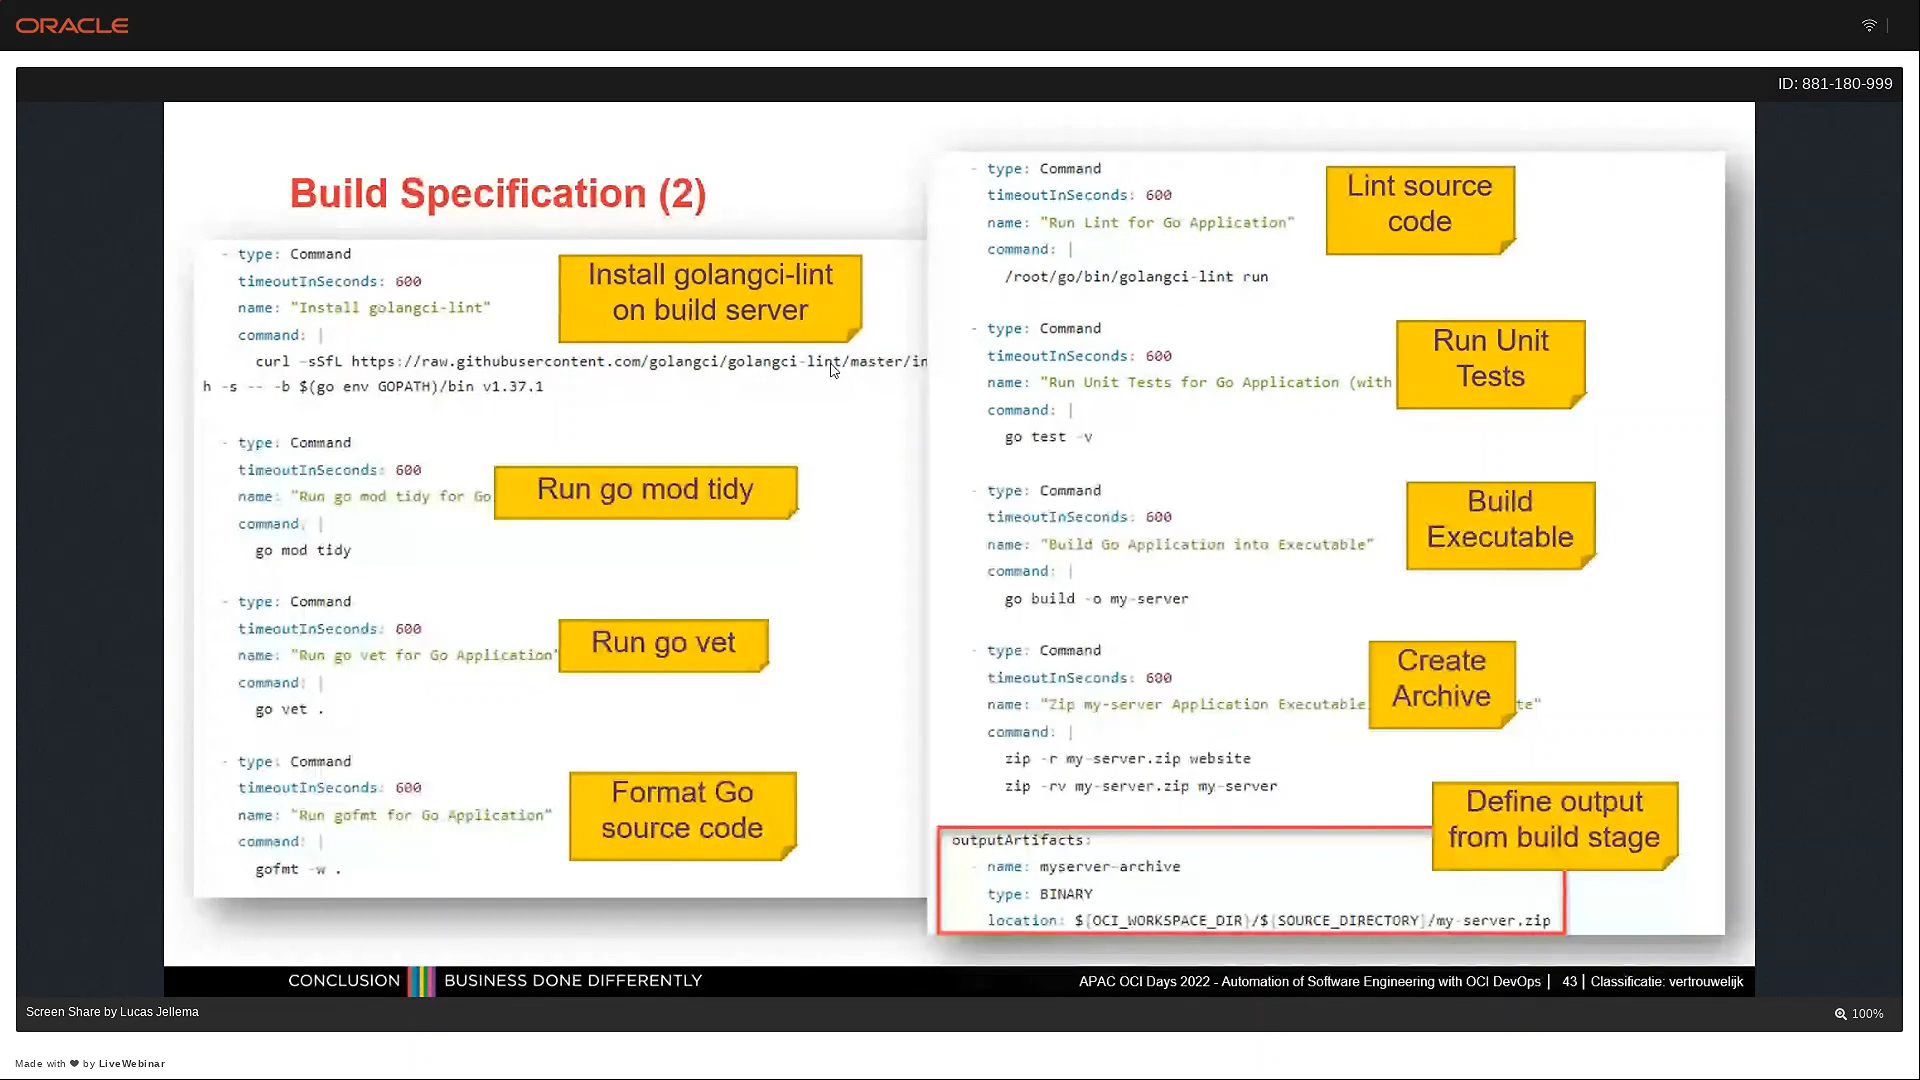 ORACLE
ID: 881-180-999
Build Specification (2)
- type: Command
timeoutInSeconds: 600
name: "Install golangci-lint"
command: |
curl -sSfL https://raw.githubusercontent.com/golangci/golangci-lint/master/in
h -s -- -b $(go env GOPATH)/bin v1.37.1
Install golangci-lint
on build server
- type: Command
timeoutInSeconds: 600
name: "Run go mod tidy for Go
command: |
go mod tidy
Run go mod tidy
- type: Command
timeoutInSeconds: 600
name: "Run go vet for Go Application"
command: |
go vet .
Run go vet
- type: Command
timeoutInSeconds: 600
name: "Run gofmt for Go Application"
command: |
gofmt -w .
Format Go
source code
- type: Command
timeoutInSeconds: 600
name: "Run Lint for Go Application"
command: |
/root/go/bin/golangci-lint run
Lint source
code
- type: Command
timeoutInSeconds: 600
name: "Run Unit Tests for Go Application (with
command: |
go test -v
Run Unit
Tests
- type: Command
timeoutInSeconds: 600
name: "Build Go Application into Executable"
command: |
go build -o my-server
Build
Executable
- type: Command
timeoutInSeconds: 600
name: "Zip my-server Application Executable te"
command: |
zip -r my-server.zip website
zip -rv my-server.zip my-server
Create
Archive
outputArtifacts:
- name: myserver-archive
type: BINARY
location: ${OCI_WORKSPACE_DIR}/${SOURCE_DIRECTORY}/my-server.zip
Define output
from build stage
CONCLUSION BUSINESS DONE DIFFERENTLY
APAC OCI Days 2022 - Automation of Software Engineering with OCI DevOps | 43 | Classificatie: vertrouwelijk
Screen Share by Lucas Jellema
100%
Made with ❤ by LiveWebinar